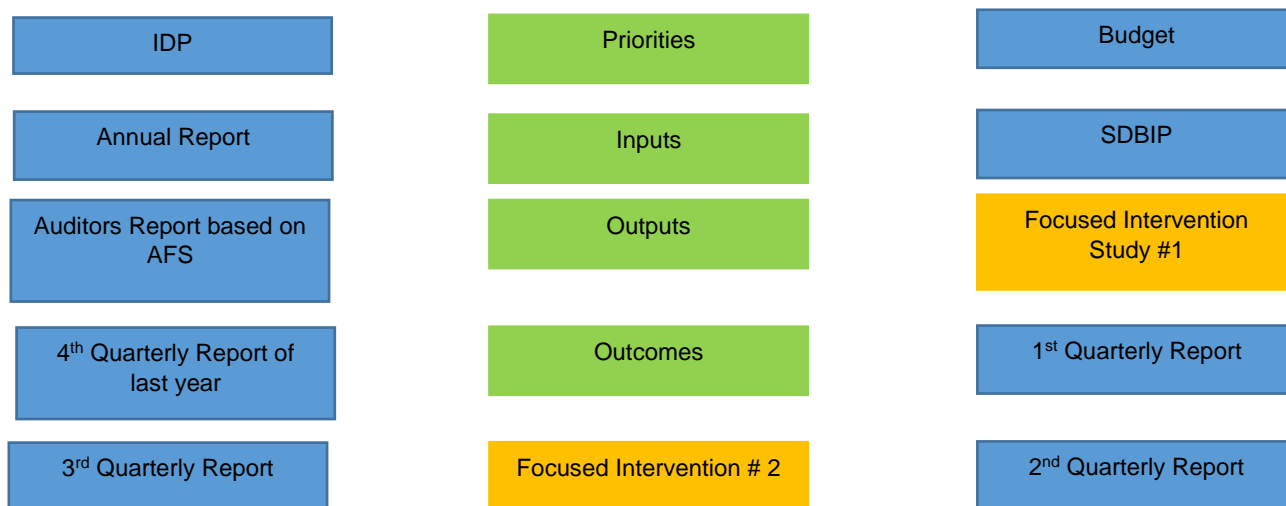 IDP
Priorities
Budget
Annual Report
Inputs
SDBIP
Auditors Report based on
AFS
Outputs
Focused Intervention
Study #1
4th Quarterly Report of
last year
Outcomes
1st Quarterly Report
3rd Quarterly Report
Focused Intervention # 2
2nd Quarterly Report